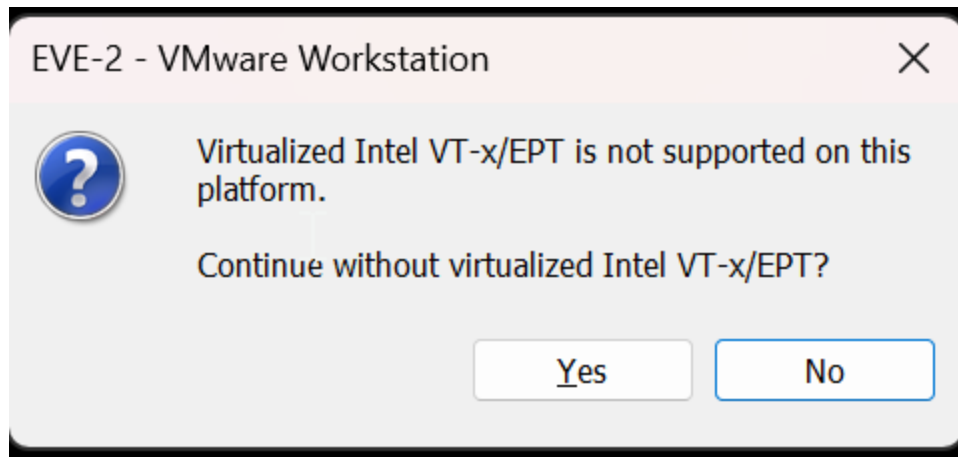 EVE-2 - VMware Workstation
Virtualized Intel VT-x/EPT is not supported on this
platform.
Continue without virtualized Intel VT-x/EPT?
Yes
No